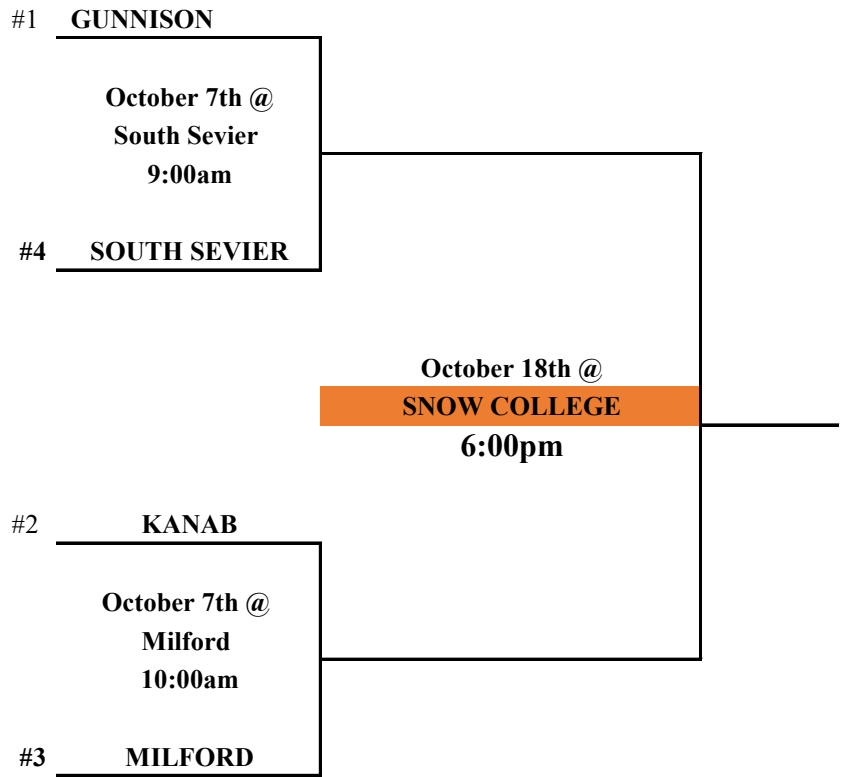 #1 GUNNISON
October 7th @
South Sevier
9:00am
#4 SOUTH SEVIER
October 18th @
SNOW COLLEGE
6:00pm
#2 KANAB
October 7th @
Milford
10:00am
#3 MILFORD